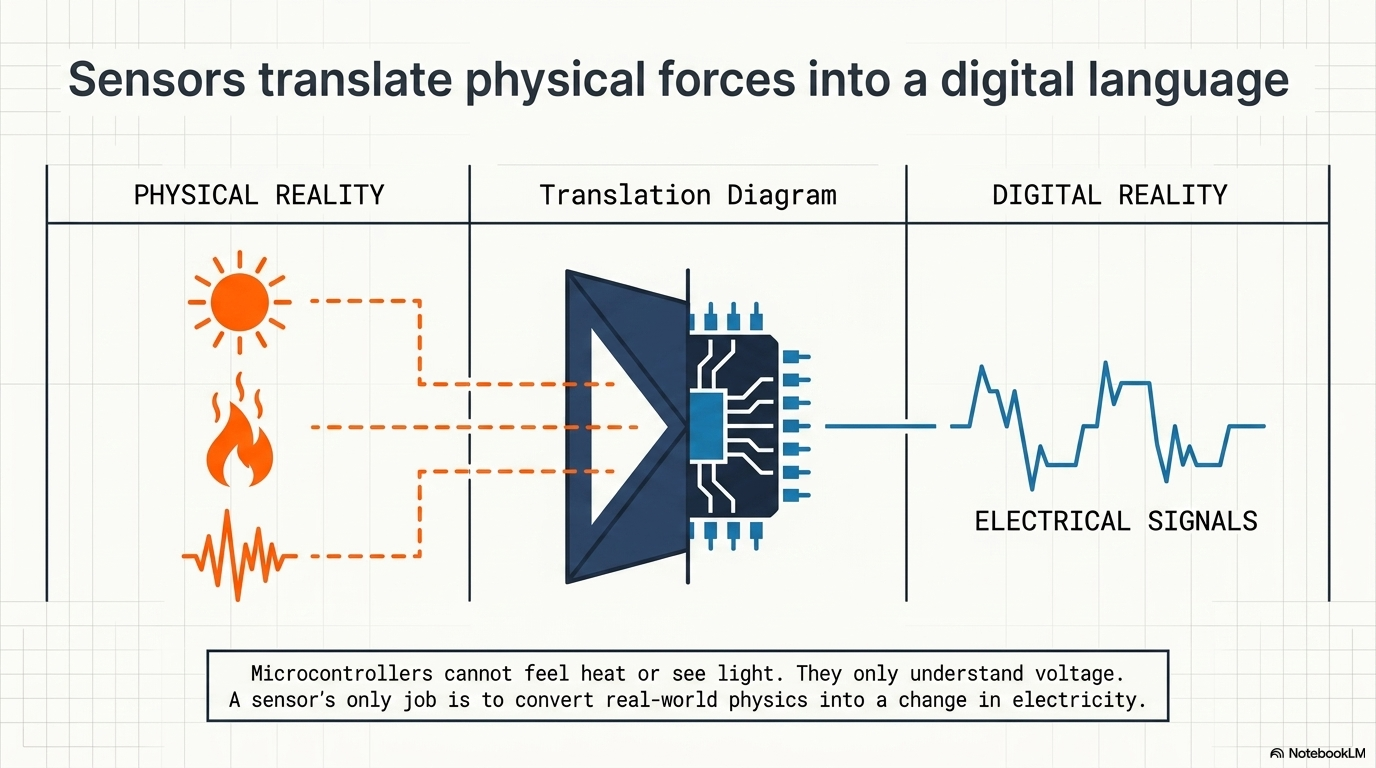 Sensors translate physical forces into a digital language
PHYSICAL REALITY
Translation Diagram
DIGITAL REALITY
ELECTRICAL SIGNALS
Microcontrollers cannot feel heat or see light. They only understand voltage.
A sensor's only job is to convert real-world physics into a change in electricity.
NotebookLM